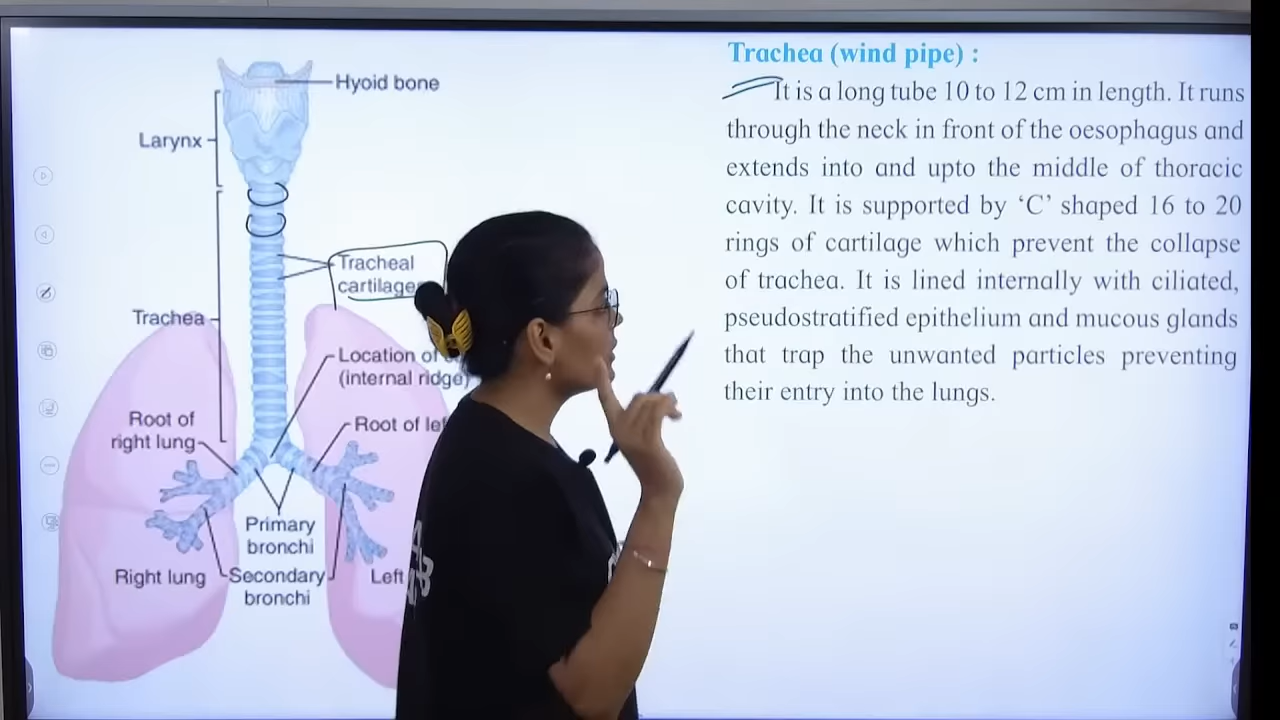 Hyoid bone
Larynx
Tracheal
cartilage
Trachea
Location of
(internal ridge)
Root of
right lung
Root of
Primary
bronchi
Right lung
Secondary
bronchi
Left
Trachea (wind pipe) :
It is a long tube 10 to 12 cm in length. It runs
through the neck in front of the oesophagus and
extends into and upto the middle of thoracic
cavity. It is supported by ‘C’ shaped 16 to 20
rings of cartilage which prevent the collapse
of trachea. It is lined internally with ciliated,
pseudostratified epithelium and mucous glands
that trap the unwanted particles preventing
their entry into the lungs.